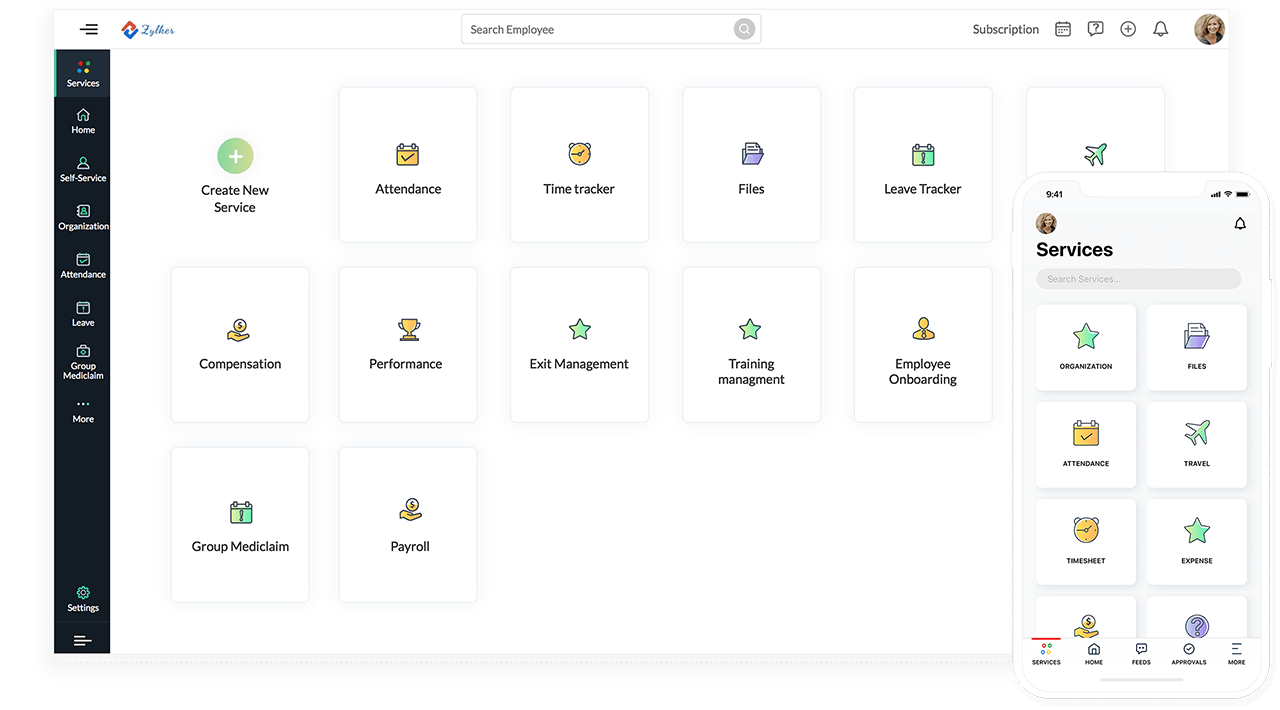 Zylker
Search Employee
Subscription
Services
Home
Self-Service
Organization
Attendance
Leave
Group
Mediclaim
More
Settings
Create New
Service
Attendance
Time tracker
Files
Leave Tracker
Compensation
Performance
Exit Management
Training
managment
Employee
Onboarding
Group Mediclaim
Payroll
9:41
Services
Search Services...
ORGANIZATION
FILES
ATTENDANCE
TRAVEL
TIMESHEET
EXPENSE
SERVICES
HOME
FEEDS
APPROVALS
MORE